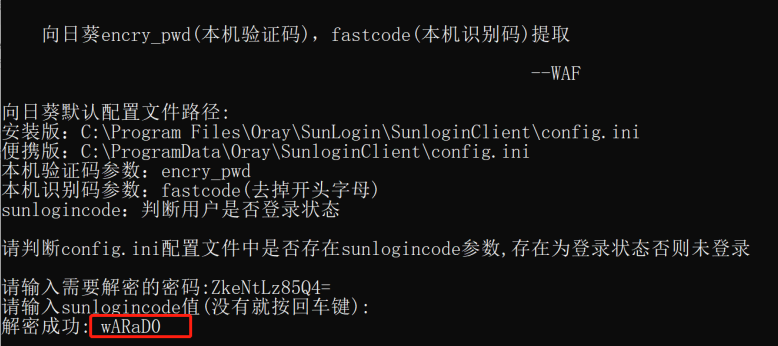 向日葵encry_pwd(本机验证码)，fastcode(本机识别码)提取
--WAF
向日葵默认配置文件路径:
安装版：C:\Program Files\Oray\SunLogin\SunloginClient\config.ini
便携版：C:\ProgramData\Oray\SunloginClient\config.ini
本机验证码参数：encry_pwd
本机识别码参数：fastcode(去掉开头字母)
sunlogincode：判断用户是否登录状态
请判断config.ini配置文件中是否存在sunlogincode参数,存在为登录状态否则未登录
请输入需要解密的密码:ZkeNtLz85Q4=
请输入sunlogincode值(没有就按回车键):
解密成功: wARaD0